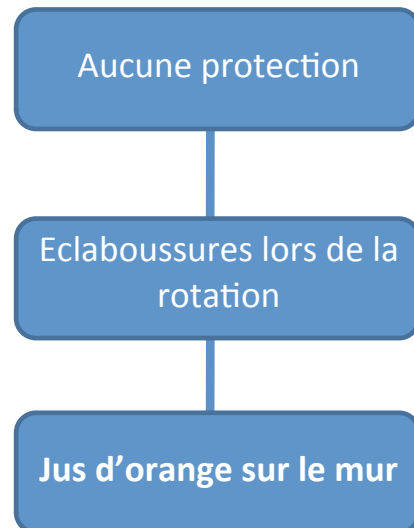 Aucune protection
Eclaboussures lors de la
rotation
Jus d’orange sur le mur